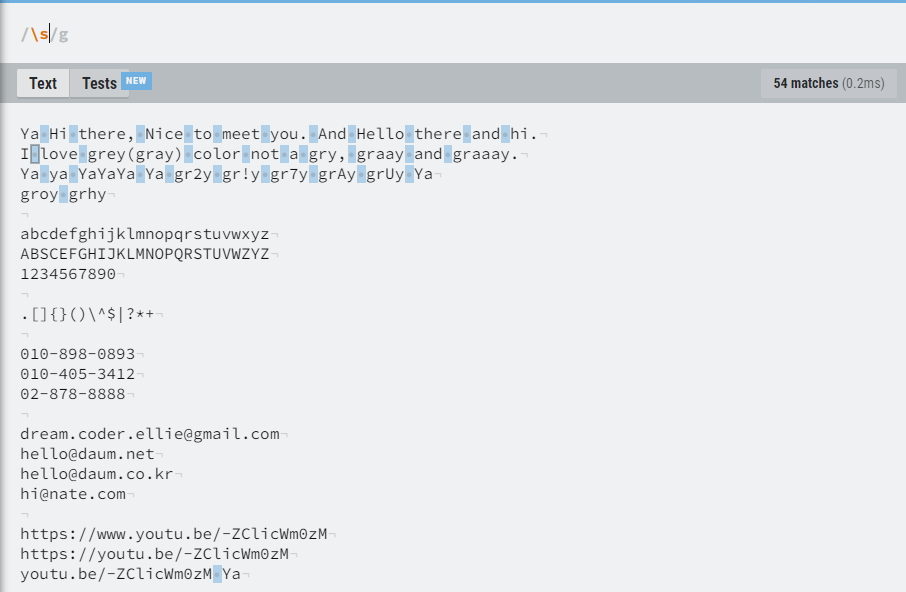 /\s/g
Text Tests NEW 54 matches (0.2ms)
Ya Hi there, Nice to meet you. And Hello there and hi.
I love grey(gray) color not a gry, graay and graaay.
Ya ya YaYaYa Ya gr2y gr!y gr7y grAy grUy Ya
groy grhy
abcdefghijklmnopqrstuvwxyz
ABSCEFGHIJKLMNOPQRSTUVWZYZ
1234567890
.[]{}()\^$|?*+
010-898-0893
010-405-3412
02-878-8888
dream.coder.ellie@gmail.com
hello@daum.net
hello@daum.co.kr
hi@nate.com
https://www.youtu.be/-ZClicWm0zM
https://youtu.be/-ZClicWm0zM
youtu.be/-ZClicWm0zM Ya